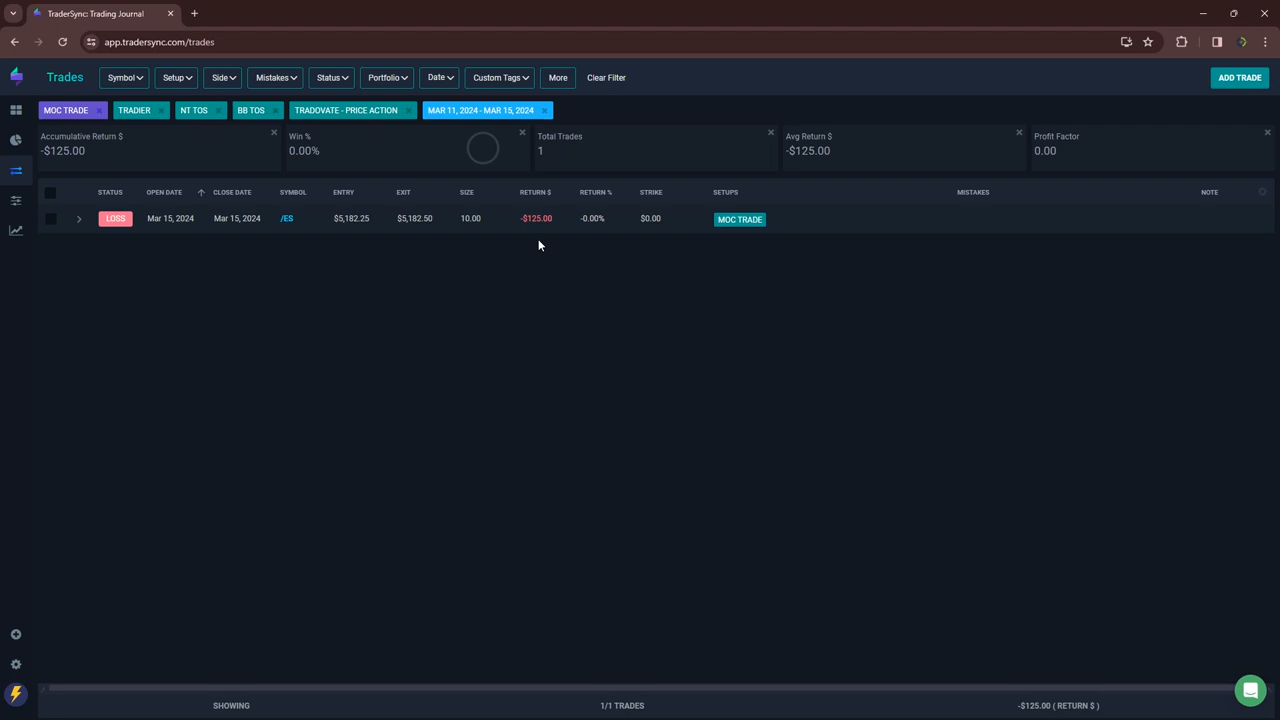 TraderSync: Trading Journal
app.tradersync.com/trades
Trades Symbol Setup Side Mistakes Status Portfolio Date Custom Tags More Clear Filter ADD TRADE
MOC TRADE TRADIER NT TOS BB TOS TRADOVATE - PRICE ACTION MAR 11, 2024 - MAR 15, 2024
Accumulative Return $ Win % Total Trades Avg Return $ Profit Factor
-$125.00 0.00% 1 -$125.00 0.00
STATUS OPEN DATE CLOSE DATE SYMBOL ENTRY EXIT SIZE RETURN $ RETURN % STRIKE SETUPS MISTAKES NOTE
LOSS Mar 15, 2024 Mar 15, 2024 /ES $5,182.25 $5,182.50 10.00 -$125.00 -0.00% $0.00 MOC TRADE
SHOWING 1/1 TRADES -$125.00 ( RETURN $ )